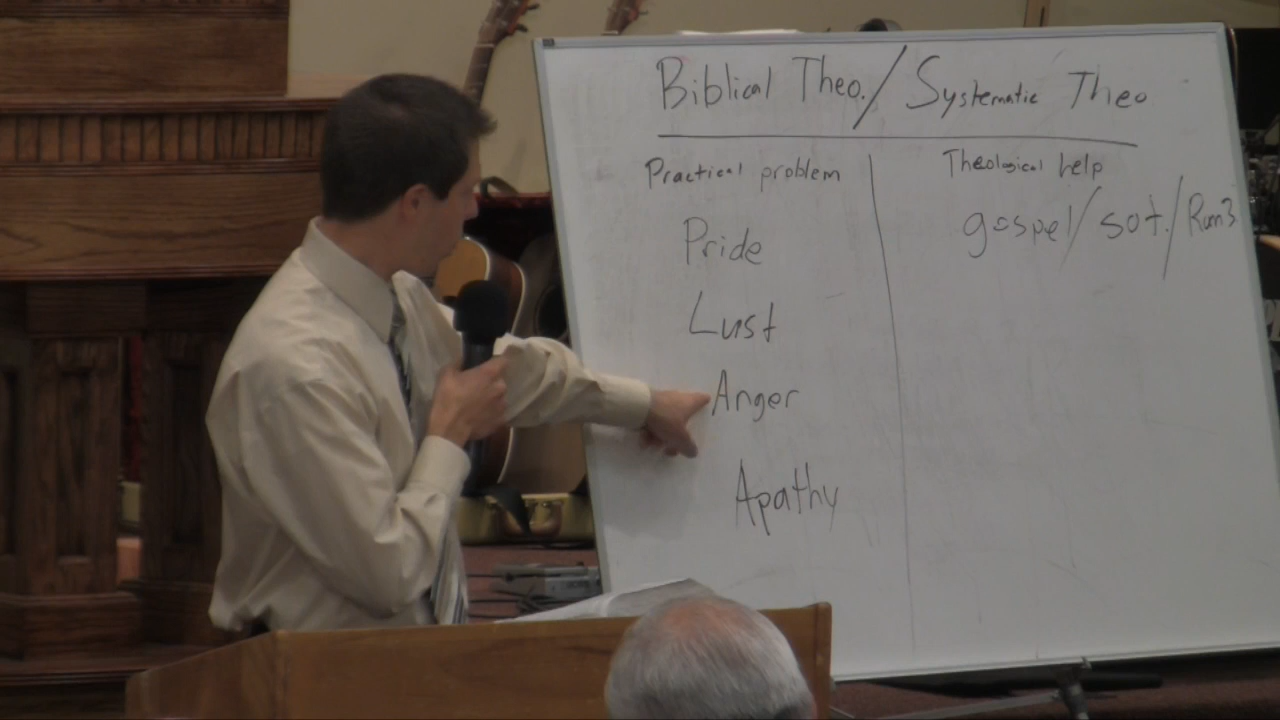 Biblical Theo. / Systematic Theo
Practical problem Theological help
Pride gospel / sot. / Rom 3
Lust
Anger
Apathy